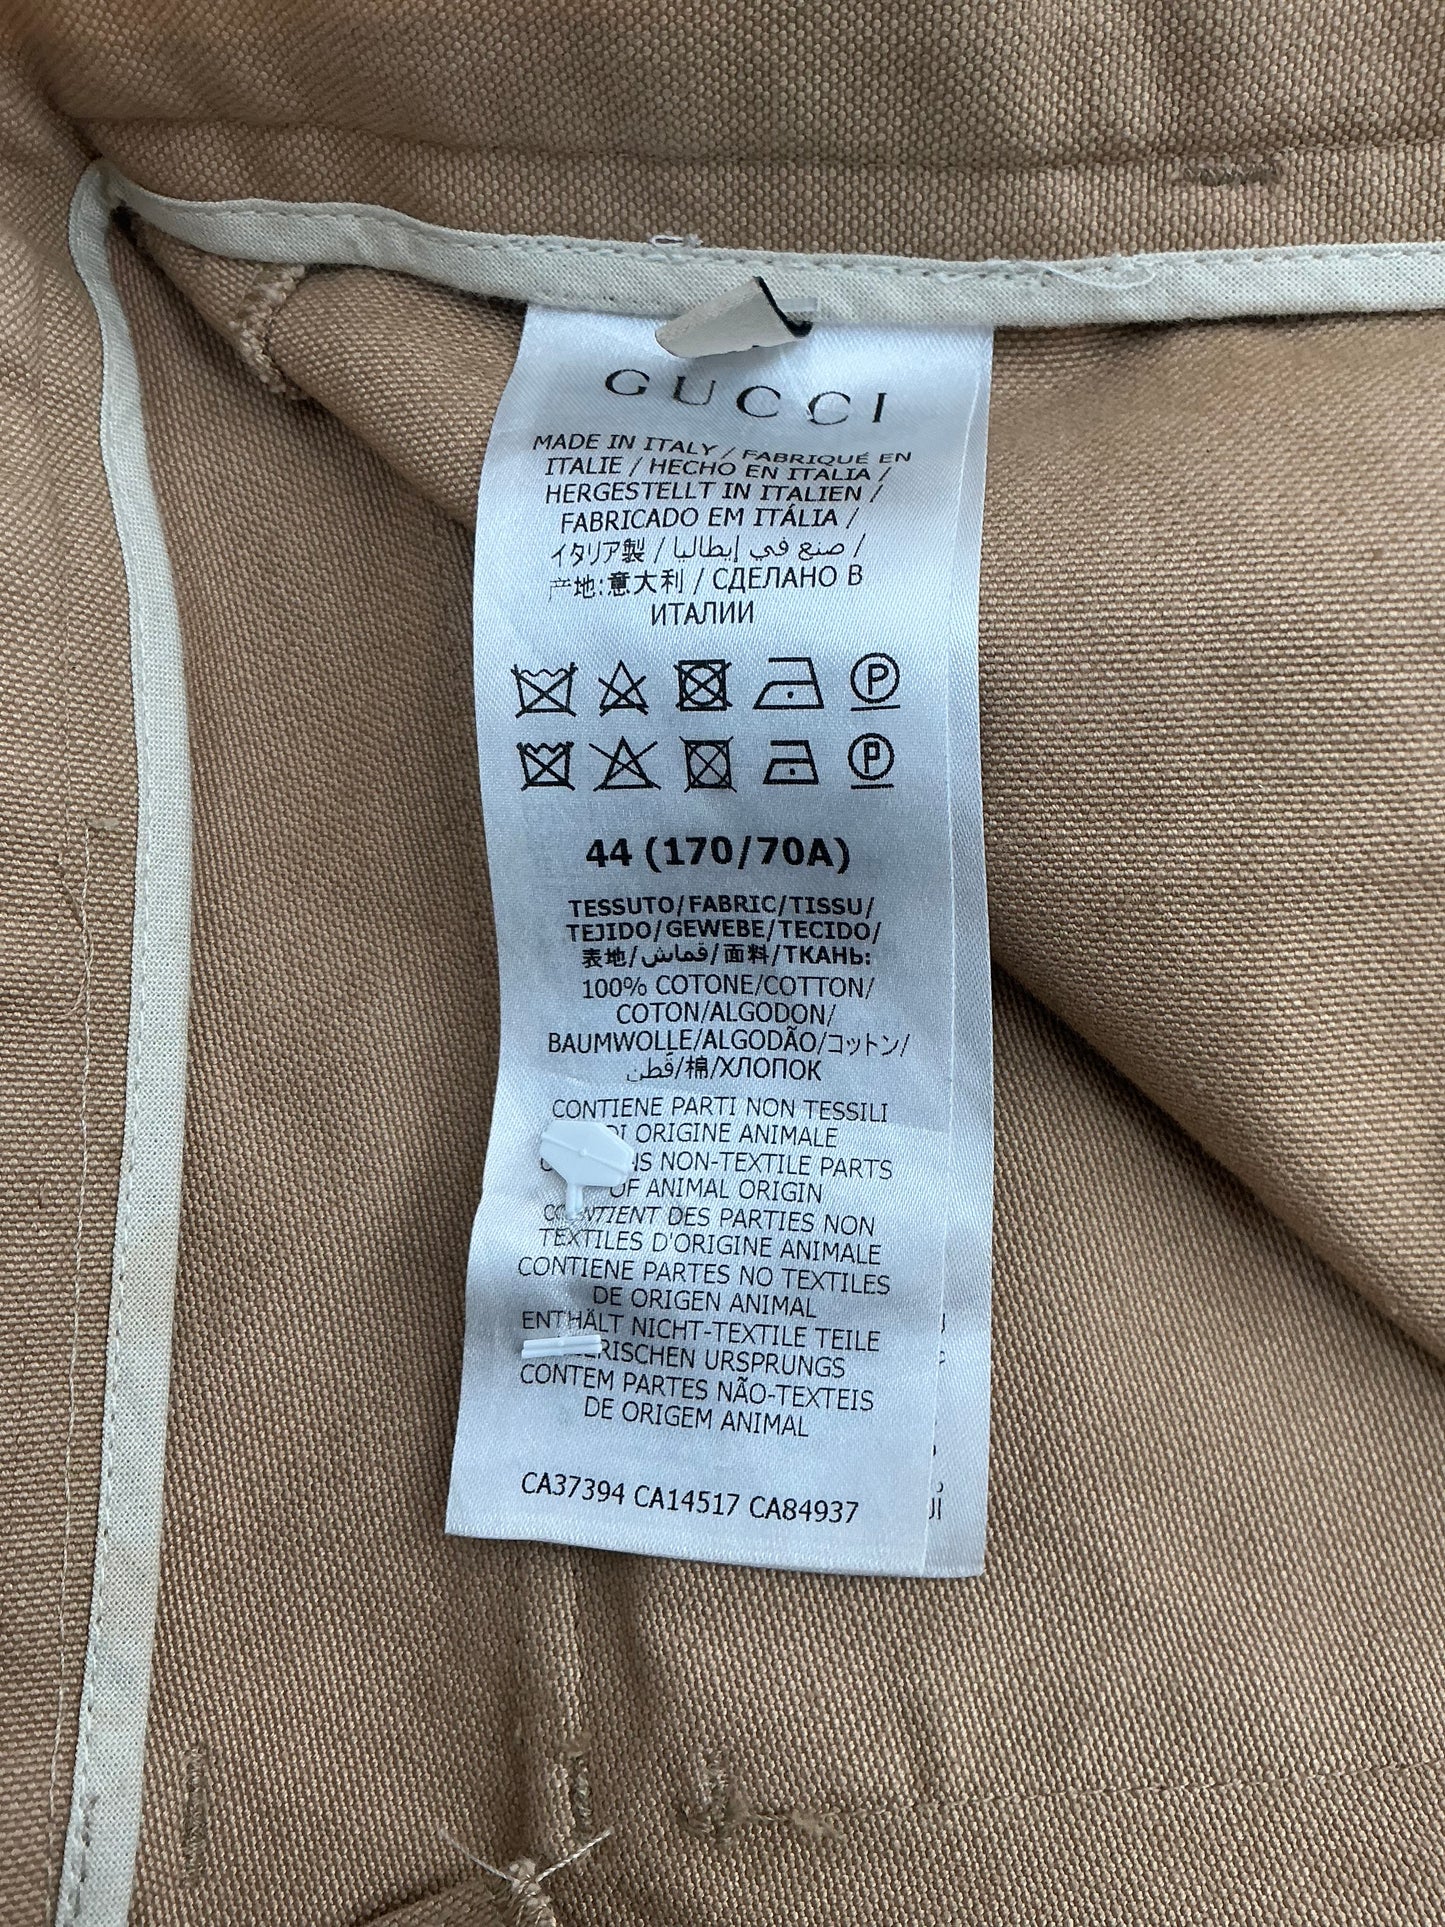 GUCCI
MADE IN ITALY / FABRIQUÉ EN
ITALIE / HECHO EN ITALIA /
HERGESTELLT IN ITALIEN /
FABRICADO EM ITÁLIA /
イタリア製 / صنع في إيطاليا /
产地:意大利 / СДЕЛАНО В
ИТАЛИИ
P
P
44 (170/70A)
TESSUTO/FABRIC/TISSU/
TEJIDO/GEWEBE/TECIDO/
表地/قماش/面料/ТКАНЬ:
100% COTONE/COTTON/
COTON/ALGODON/
BAUMWOLLE/ALGODÃO/コットン/
قطن/棉/ХЛОПОК
CONTIENE PARTI NON TESSILI
DI ORIGINE ANIMALE
NON-TEXTILE PARTS
OF ANIMAL ORIGIN
CONTIENT DES PARTIES NON
TEXTILES D'ORIGINE ANIMALE
CONTIENE PARTES NO TEXTILES
DE ORIGEN ANIMAL
ENTHÄLT NICHT-TEXTILE TEILE
URSPRUNGS
CONTEM PARTES NÃO-TEXTEIS
DE ORIGEM ANIMAL
CA37394 CA14517 CA84937